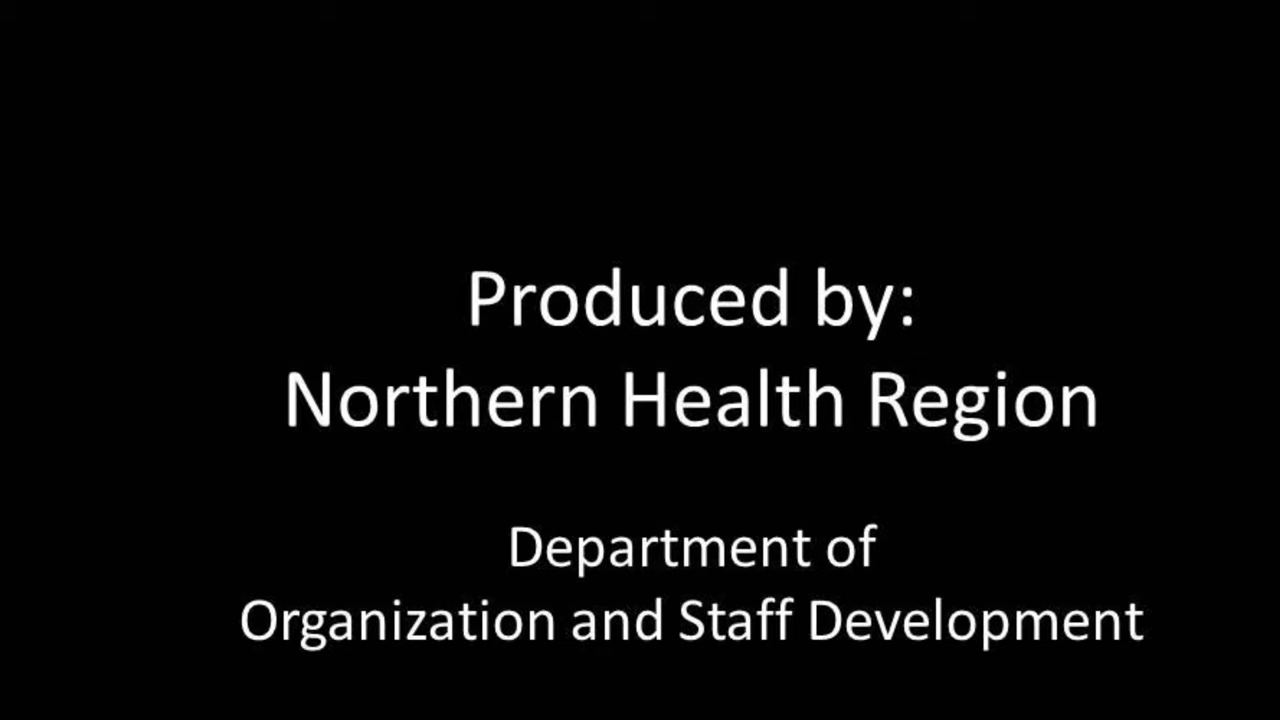 Produced by:
Northern Health Region
Department of
Organization and Staff Development